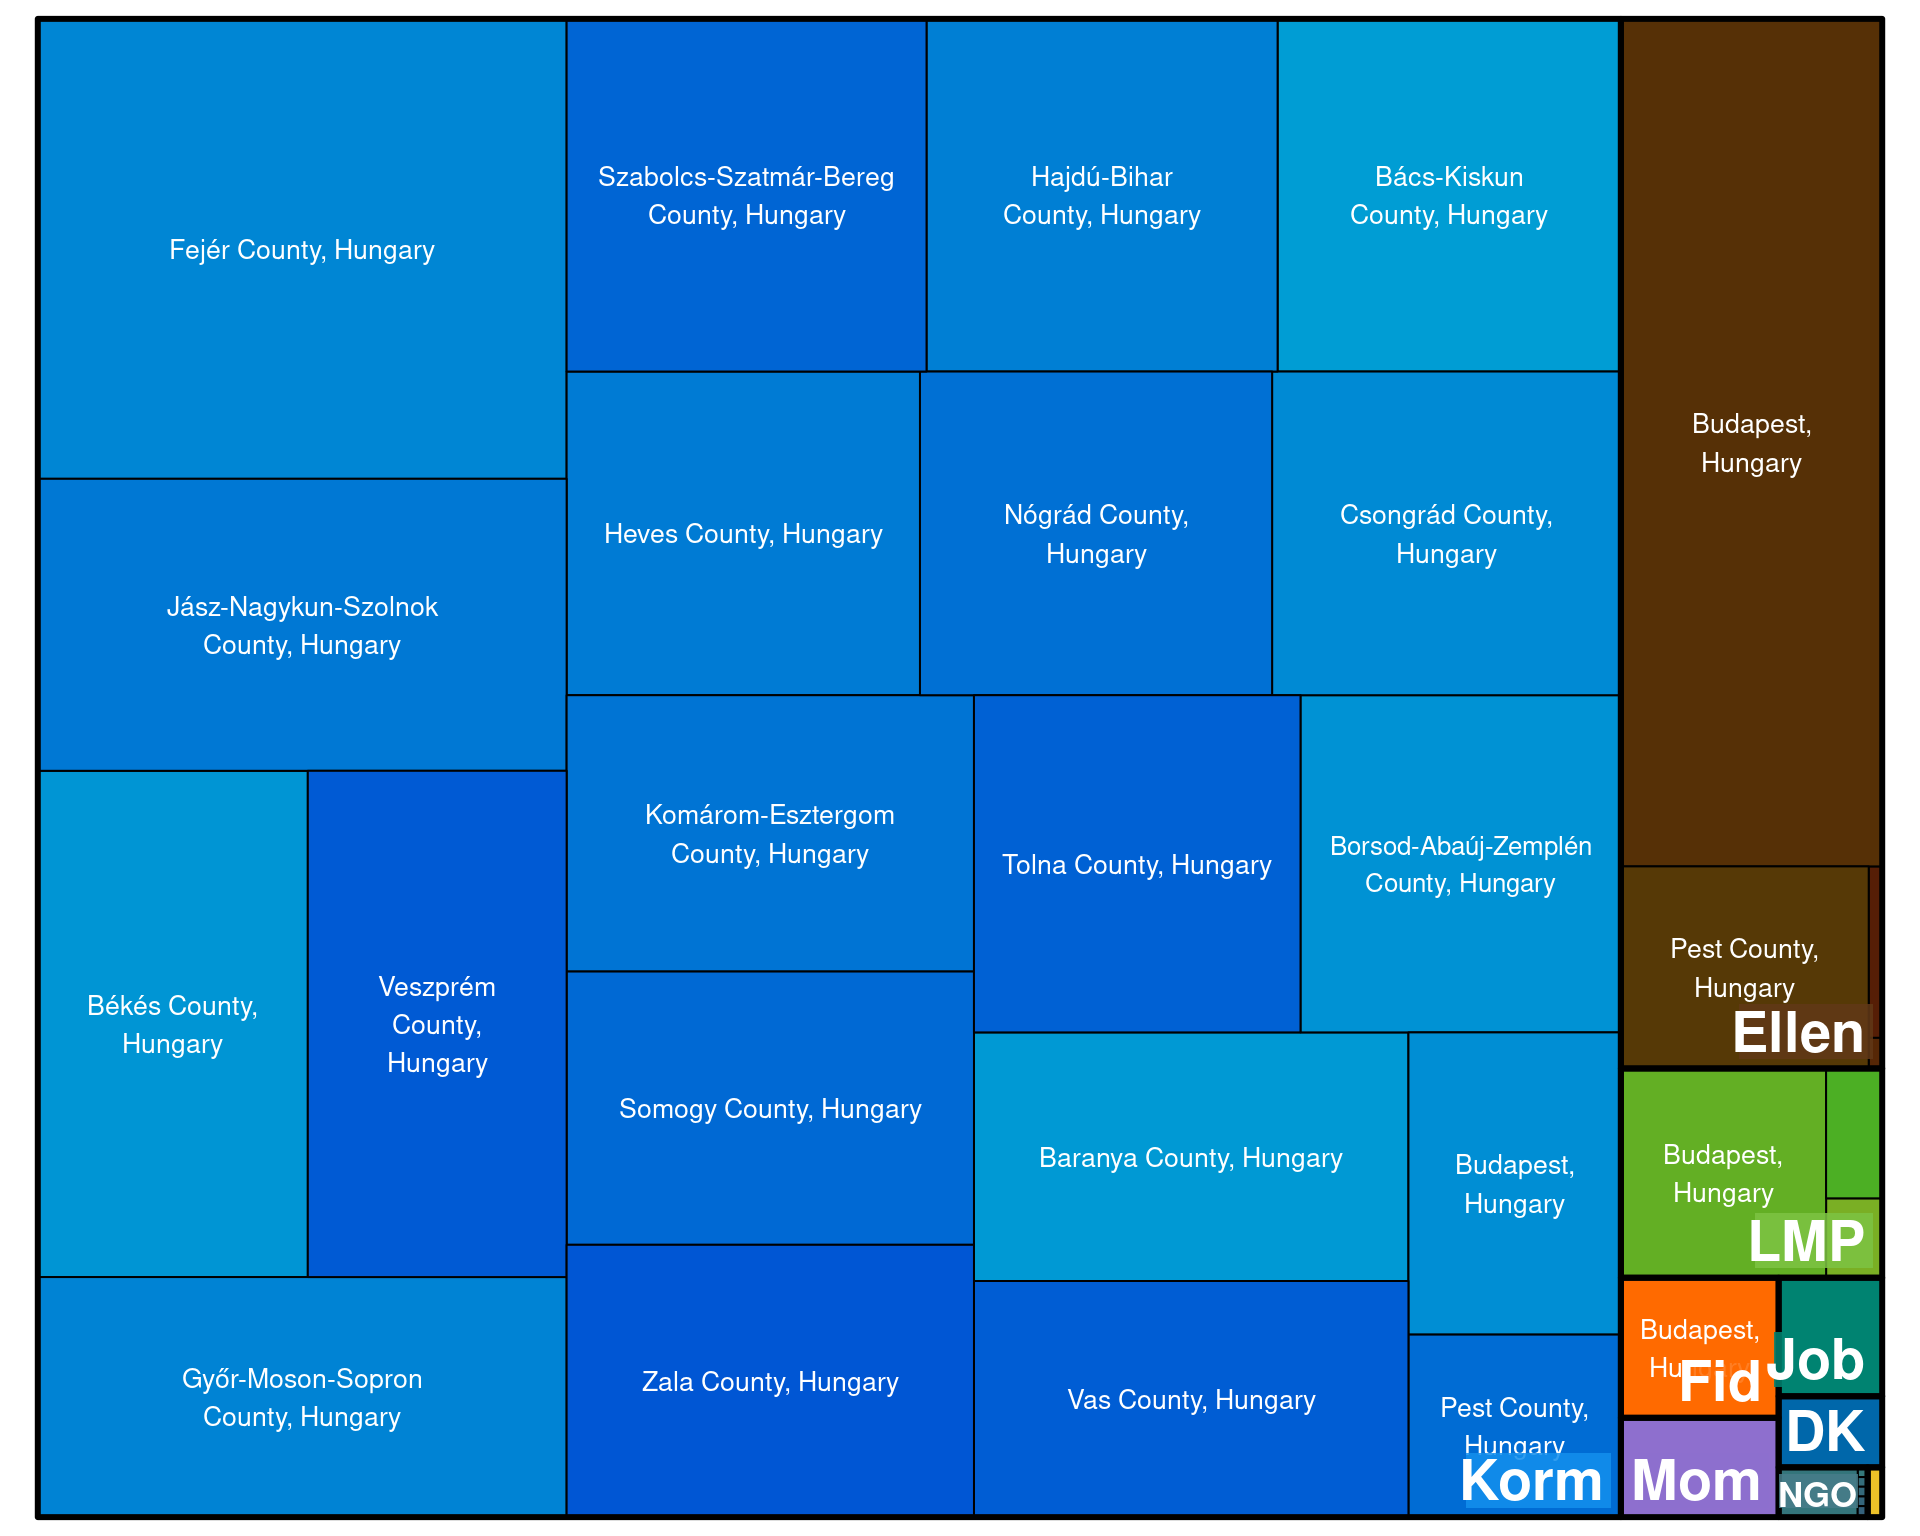 Fejér County, Hungary
Szabolcs-Szatmár-Bereg
County, Hungary
Hajdú-Bihar
County, Hungary
Bács-Kiskun
County, Hungary
Budapest,
Hungary
Jász-Nagykun-Szolnok
County, Hungary
Heves County, Hungary
Nógrád County,
Hungary
Csongrád County,
Hungary
Békés County,
Hungary
Veszprém
County,
Hungary
Komárom-Esztergom
County, Hungary
Tolna County, Hungary
Borsod-Abaúj-Zemplén
County, Hungary
Pest County,
Hungary
Ellen
Somogy County, Hungary
Baranya County, Hungary
Budapest,
Hungary
Budapest,
Hungary
LMP
Győr-Moson-Sopron
County, Hungary
Zala County, Hungary
Vas County, Hungary
Pest County,
Hungary
Korm
Budapest,
Hungary
Fid
Job
DK
Mom
NGO